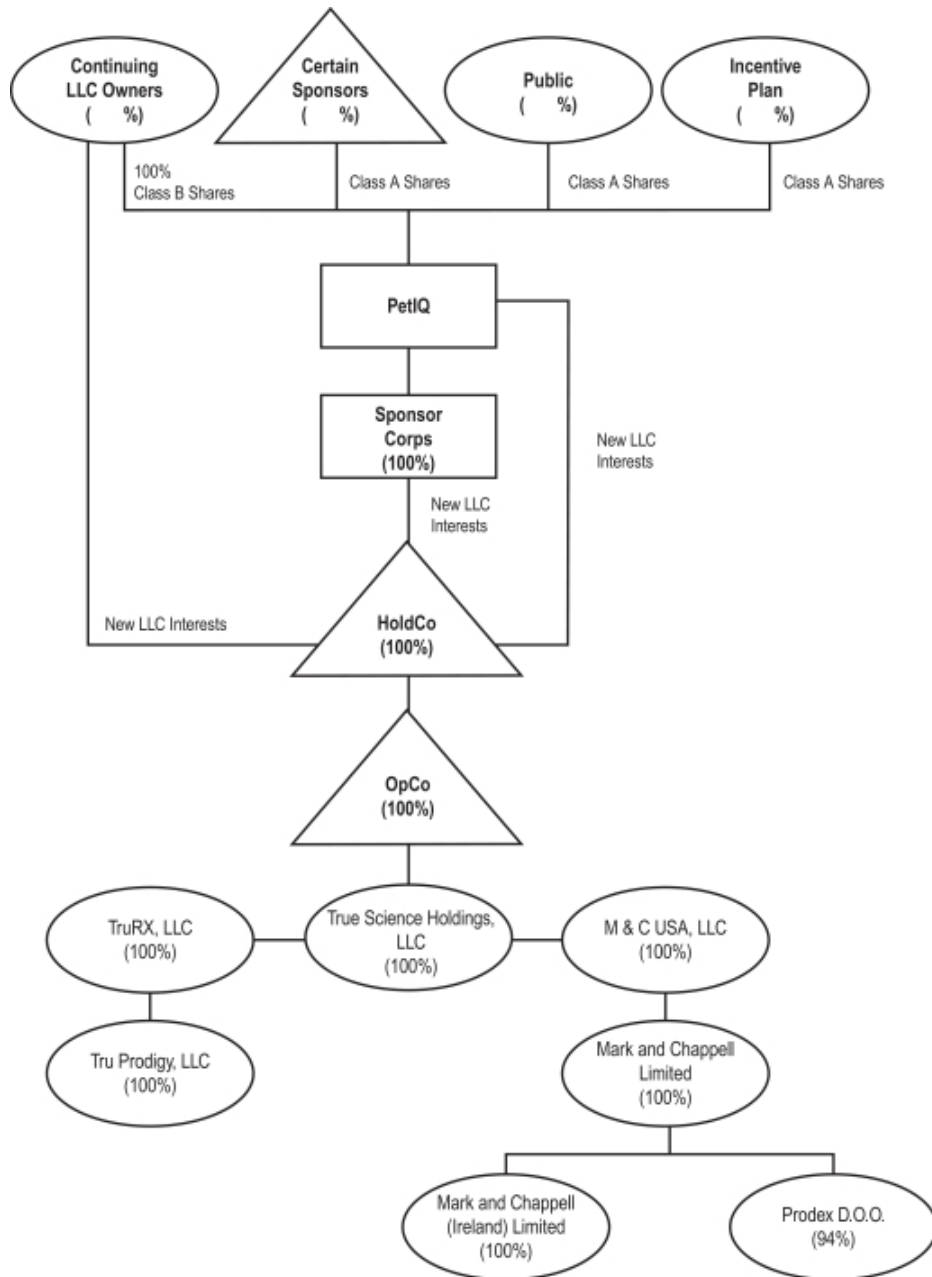 Continuing
LLC Owners
( %)
Certain
Sponsors
( %)
Public
( %)
Incentive
Plan
( %)
100%
Class B Shares
Class A Shares
Class A Shares
Class A Shares
PetIQ
Sponsor
Corps
(100%)
New LLC
Interests
New LLC
Interests
New LLC Interests
HoldCo
(100%)
OpCo
(100%)
TruRX, LLC
(100%)
True Science Holdings,
LLC
(100%)
M & C USA, LLC
(100%)
Tru Prodigy, LLC
(100%)
Mark and Chappell
Limited
(100%)
Mark and Chappell
(Ireland) Limited
(100%)
Prodex D.O.O.
(94%)